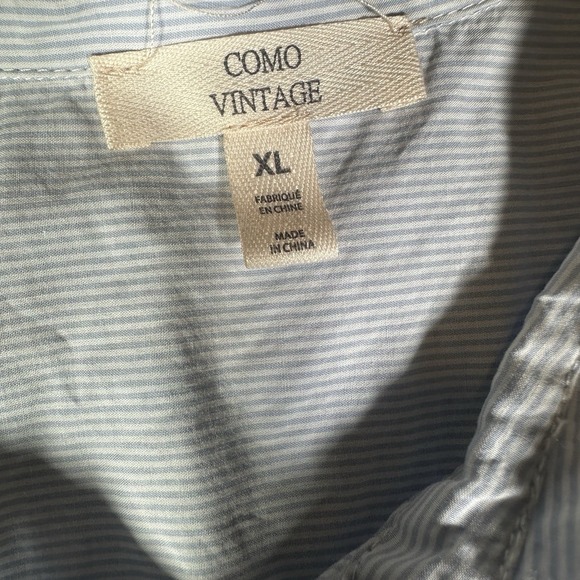 COMO
VINTAGE
XL
FABRIQUÉ
EN CHINE
MADE
IN CHINA